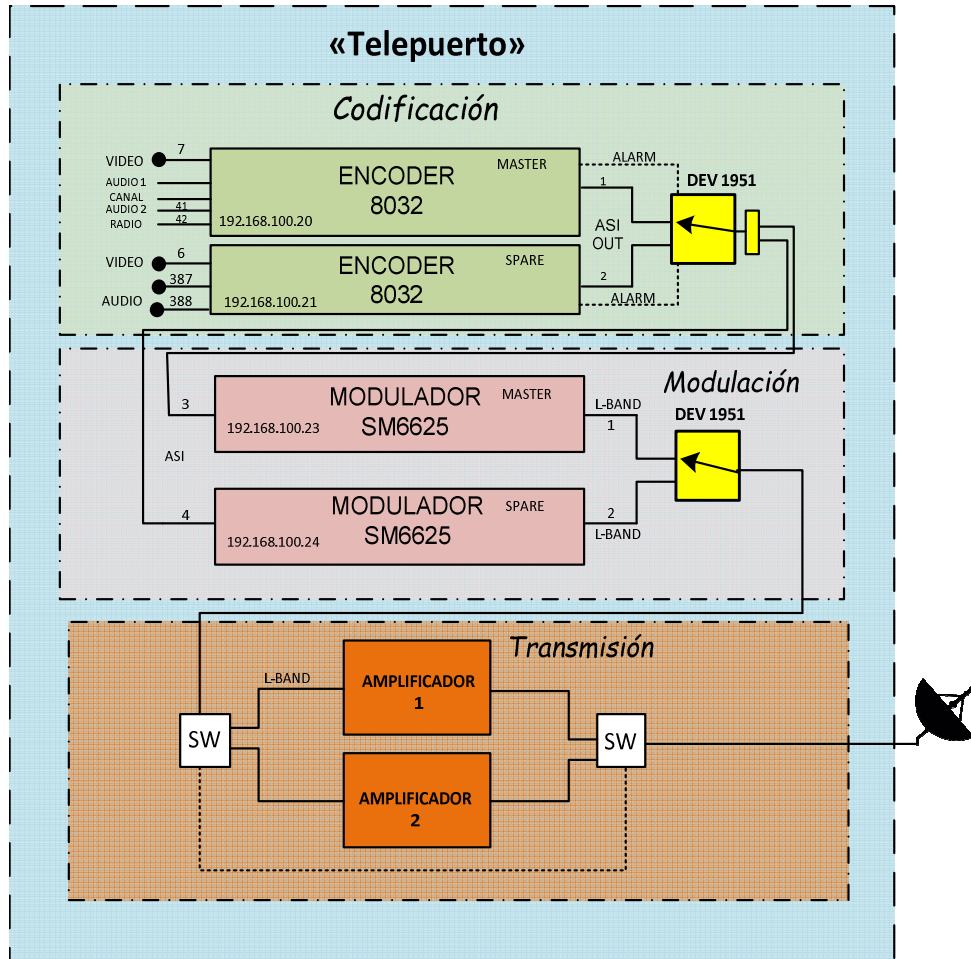 «Telepuerto»
Codificación
VIDEO
7
AUDIO 1
CANAL
AUDIO 2
41
RADIO
42
ENCODER
8032
MASTER
192.168.100.20
ALARM
1
DEV 1951
ASI
OUT
VIDEO
6
387
AUDIO
388
ENCODER
8032
SPARE
192.168.100.21
2
ALARM
Modulación
DEV 1951
3
MODULADOR
SM6625
MASTER
192.168.100.23
L-BAND
1
ASI
4
MODULADOR
SM6625
SPARE
192.168.100.24
2
L-BAND
Transmisión
L-BAND
AMPLIFICADOR
1
SW
SW
AMPLIFICADOR
2